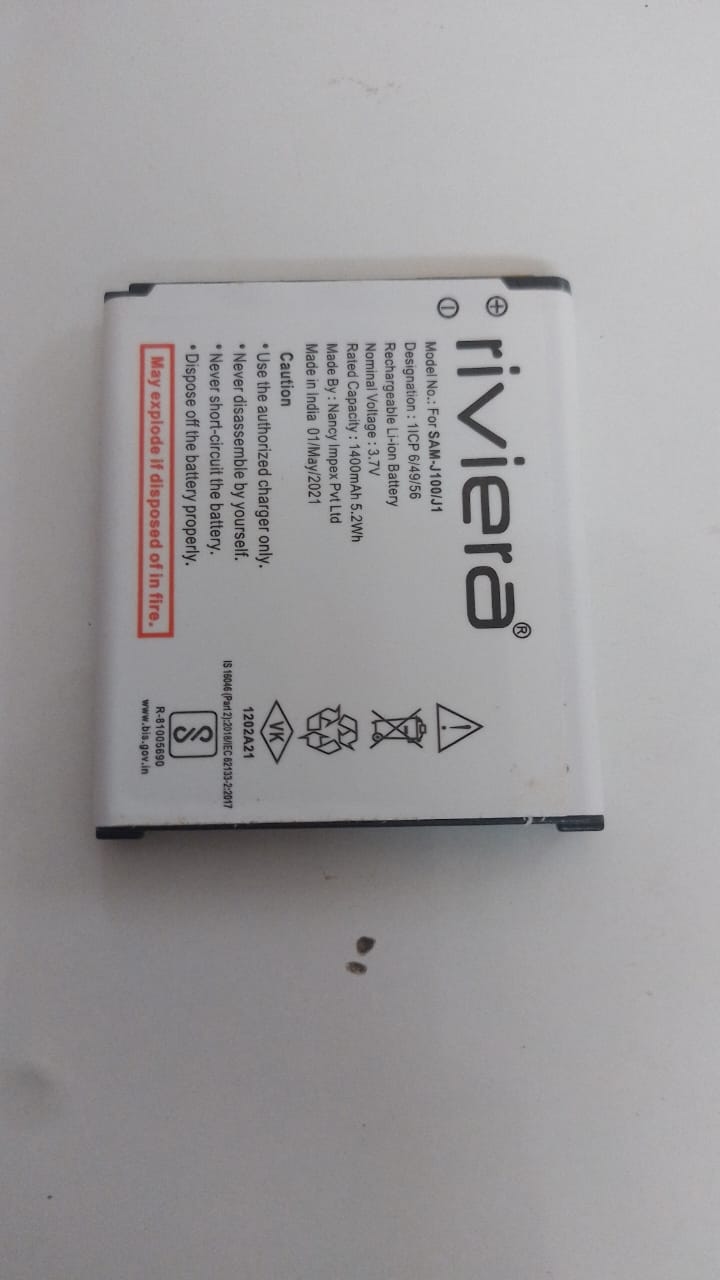 riviera®
Model No.: For SAM-J100/J1
Designation : 1ICP 6/49/56
Rechargeable Li-ion Battery
Nominal Voltage : 3.7V
Rated Capacity : 1400mAh 5.2Wh
Made By : Nancy Impex Pvt Ltd
Made in India 01/May/2021
Caution
• Use the authorized charger only.
• Never disassemble by yourself.
• Never short-circuit the battery.
• Dispose off the battery properly.
May explode if disposed of in fire.
VK
1202A21
IS 16046 (Part 2):2018/IEC 62133-2:2017
R-81005690
www.bis.gov.in